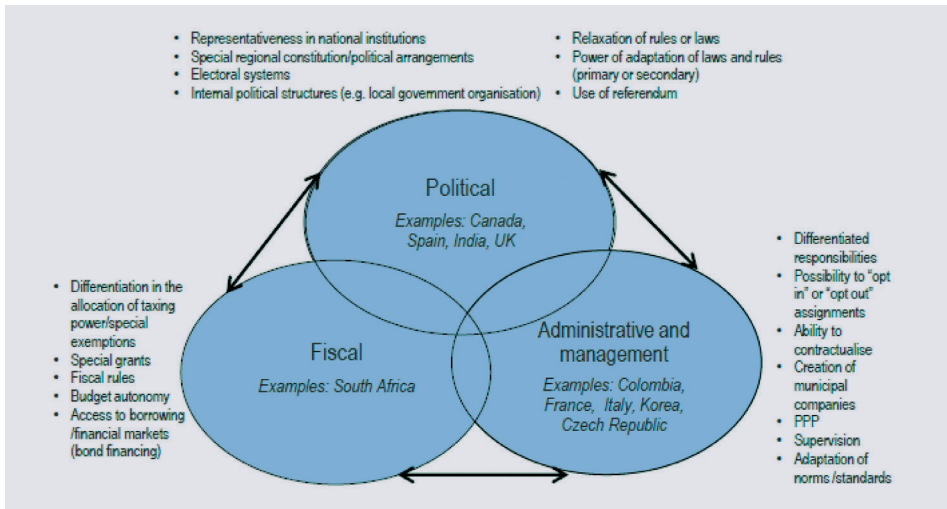 • Representativeness in national institutions
• Special regional constitution/political arrangements
• Electoral systems
• Internal political structures (e.g. local government organisation)
• Relaxation of rules or laws
• Power of adaptation of laws and rules
(primary or secondary)
• Use of referendum
Political
Examples: Canada,
Spain, India, UK
• Differentiation in the
allocation of taxing
power/special
exemptions
• Special grants
• Fiscal rules
• Budget autonomy
• Access to borrowing
/financial markets
(bond financing)
Fiscal
Examples: South Africa
Administrative and
management
Examples: Colombia,
France, Italy, Korea,
Czech Republic
• Differentiated
responsibilities
• Possibility to “opt
in” or “opt out”
assignments
• Ability to
contractualise
• Creation of
municipal
companies
• PPP
• Supervision
• Adaptation of
norms /standards